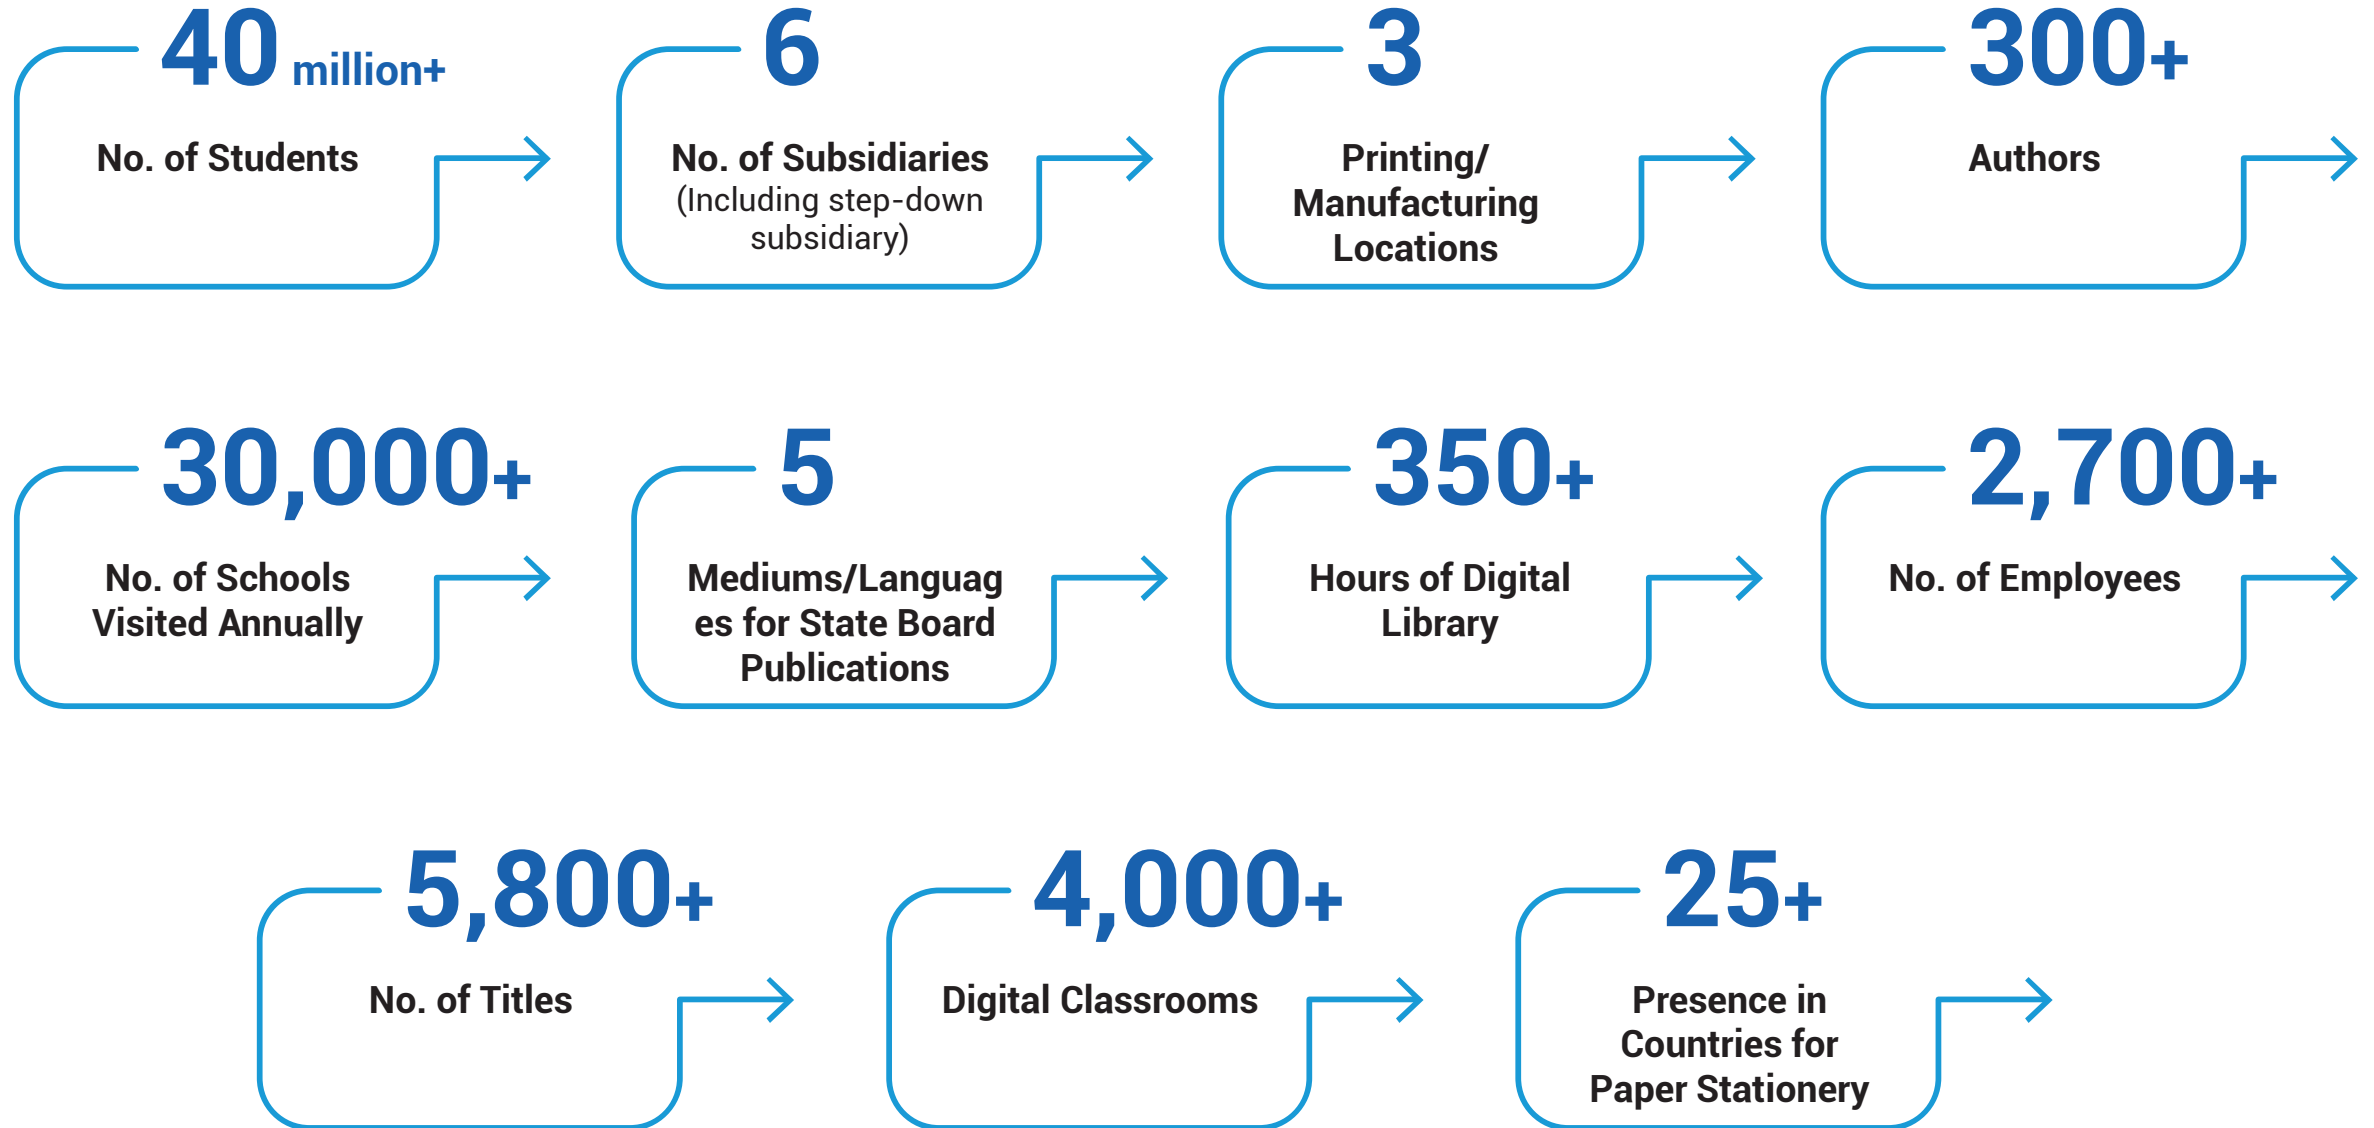 40 million+
No. of Students
6
No. of Subsidiaries
(Including step-down
subsidiary)
3
Printing/
Manufacturing
Locations
300+
Authors
30,000+
No. of Schools
Visited Annually
5
Mediums/Languag
es for State Board
Publications
350+
Hours of Digital
Library
2,700+
No. of Employees
5,800+
No. of Titles
4,000+
Digital Classrooms
25+
Presence in
Countries for
Paper Stationery